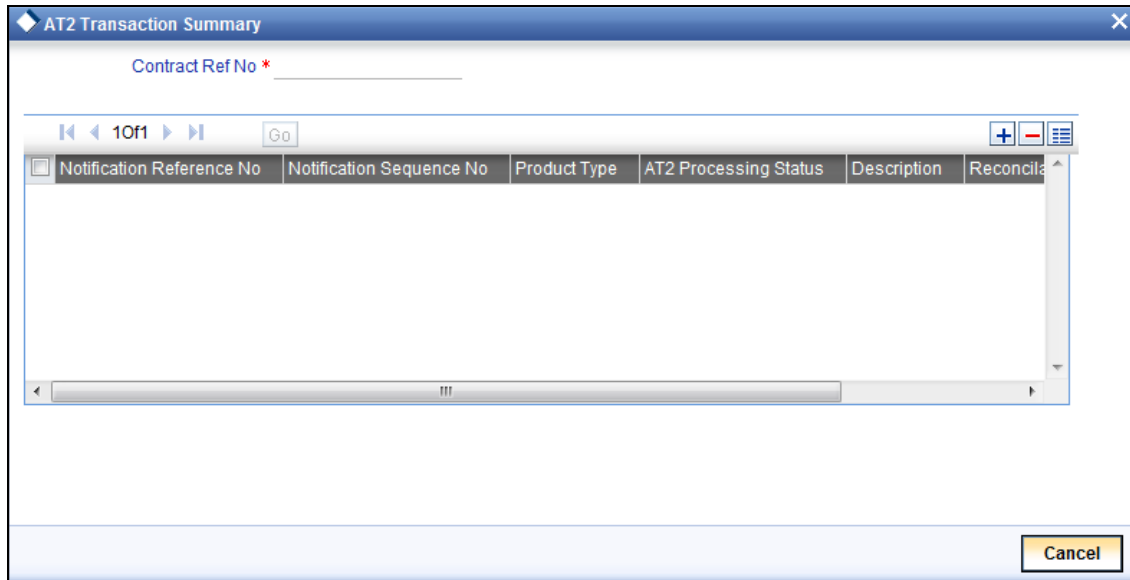 AT2 Transaction Summary
Contract Ref No *
1Of1 Go
Notification Reference No Notification Sequence No Product Type AT2 Processing Status Description Reconcila
Cancel